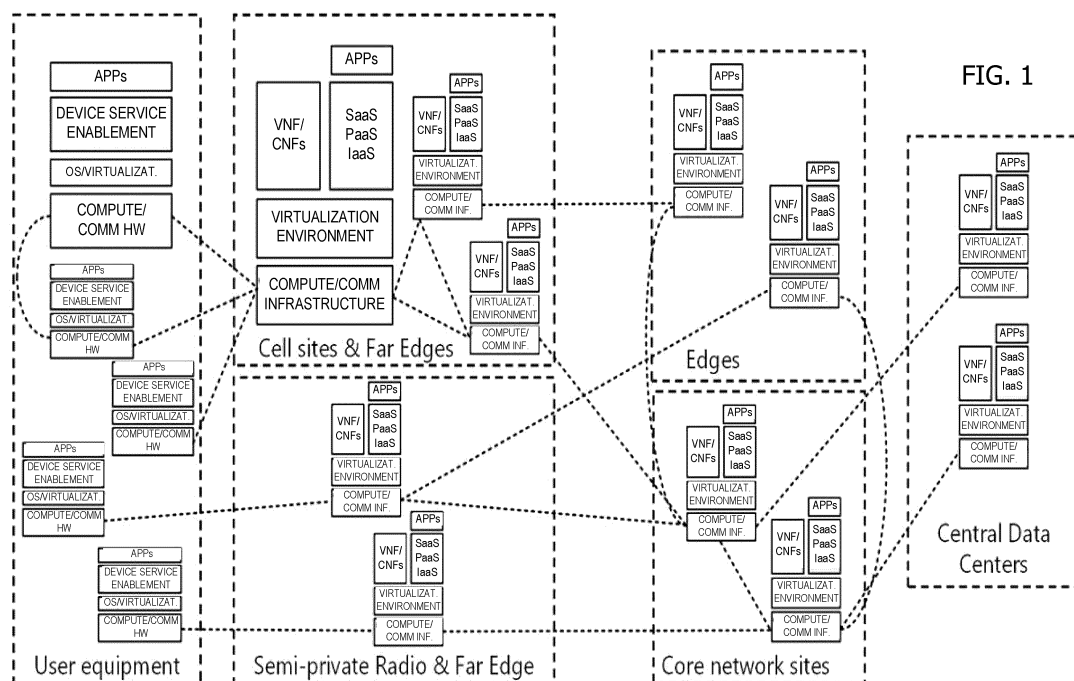 FIG. 1
APPs
DEVICE SERVICE
ENABLEMENT
OS/VIRTUALIZAT.
COMPUTE/
COMM HW
APPs
DEVICE SERVICE
ENABLEMENT
OS/VIRTUALIZAT
COMPUTE/COMM
HW
APPs
DEVICE SERVICE
ENABLEMENT
OS/VIRTUALIZAT.
COMPUTE/COMM
HW
APPs
DEVICE SERVICE
ENABLEMENT
OS/VIRTUALIZAT.
COMPUTE/COMM
HW
APPs
DEVICE SERVICE
ENABLEMENT
OS/VIRTUALIZAT.
COMPUTE/COMM
HW
User equipment
APPs
VNF/
CNFs
SaaS
PaaS
IaaS
VIRTUALIZATION
ENVIRONMENT
COMPUTE/COMM
INFRASTRUCTURE
APPs
VNF/
CNFs
SaaS
PaaS
IaaS
VIRTUALIZAT.
ENVIRONMENT
COMPUTE/
COMM INF.
APPs
VNF/
CNFs
SaaS
PaaS
IaaS
VIRTUALIZAT.
ENVIRONMENT
COMPUTE/
COMM INF.
Cell sites & Far Edges
APPs
VNF/
CNFs
SaaS
PaaS
IaaS
VIRTUALIZAT.
ENVIRONMENT
COMPUTE/
COMM INF.
APPs
VNF/
CNFs
SaaS
PaaS
IaaS
VIRTUALIZAT.
ENVIRONMENT
COMPUTE/
COMM INF.
Semi-private Radio & Far Edge
APPs
VNF/
CNFs
SaaS
PaaS
IaaS
VIRTUALIZAT.
ENVIRONMENT
COMPUTE/
COMM INF.
APPs
VNF/
CNFs
SaaS
PaaS
IaaS
VIRTUALIZAT.
ENVIRONMENT
COMPUTE/
COMM INF.
Edges
APPs
VNF/
CNFs
SaaS
PaaS
IaaS
VIRTUALIZAT.
ENVIRONMENT
COMPUTE/
COMM INF.
APPs
VNF/
CNFs
SaaS
PaaS
IaaS
VIRTUALIZAT.
ENVIRONMENT
COMPUTE/
COMM INF.
Core network sites
APPs
VNF/
CNFs
SaaS
PaaS
IaaS
VIRTUALIZAT.
ENVIRONMENT
COMPUTE/
COMM INF.
APPs
VNF/
CNFs
SaaS
PaaS
IaaS
VIRTUALIZAT.
ENVIRONMENT
COMPUTE/
COMM INF.
Central Data
Centers